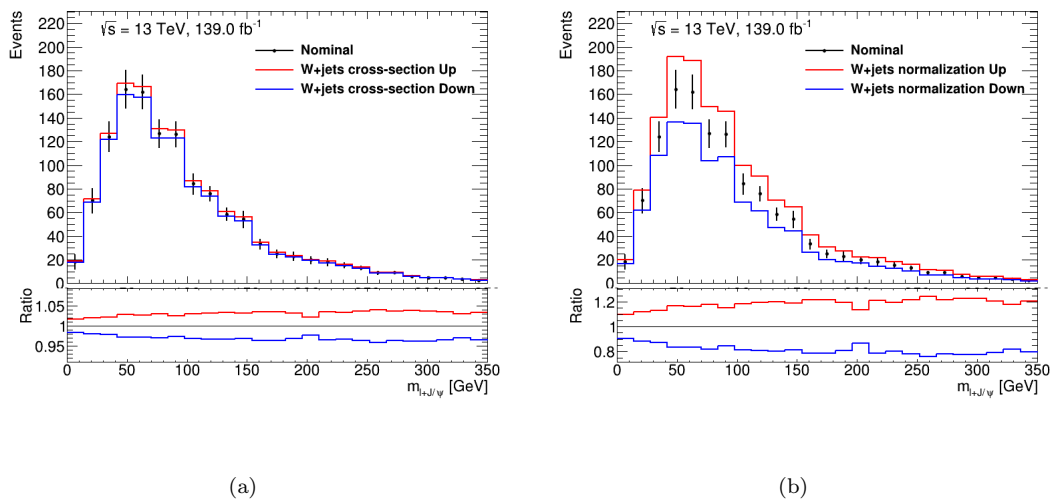 Events
220
200
180
160
140
120
100
80
60
40
20
0
√s = 13 TeV, 139.0 fb-1
Nominal
W+jets cross-section Up
W+jets cross-section Down
Ratio
1.05
1
0.95
0 50 100 150 200 250 300 350
m l+J/ψ [GeV]
(a)
Events
220
200
180
160
140
120
100
80
60
40
20
0
√s = 13 TeV, 139.0 fb-1
Nominal
W+jets normalization Up
W+jets normalization Down
Ratio
1.2
1
0.8
0 50 100 150 200 250 300 350
m l+J/ψ [GeV]
(b)